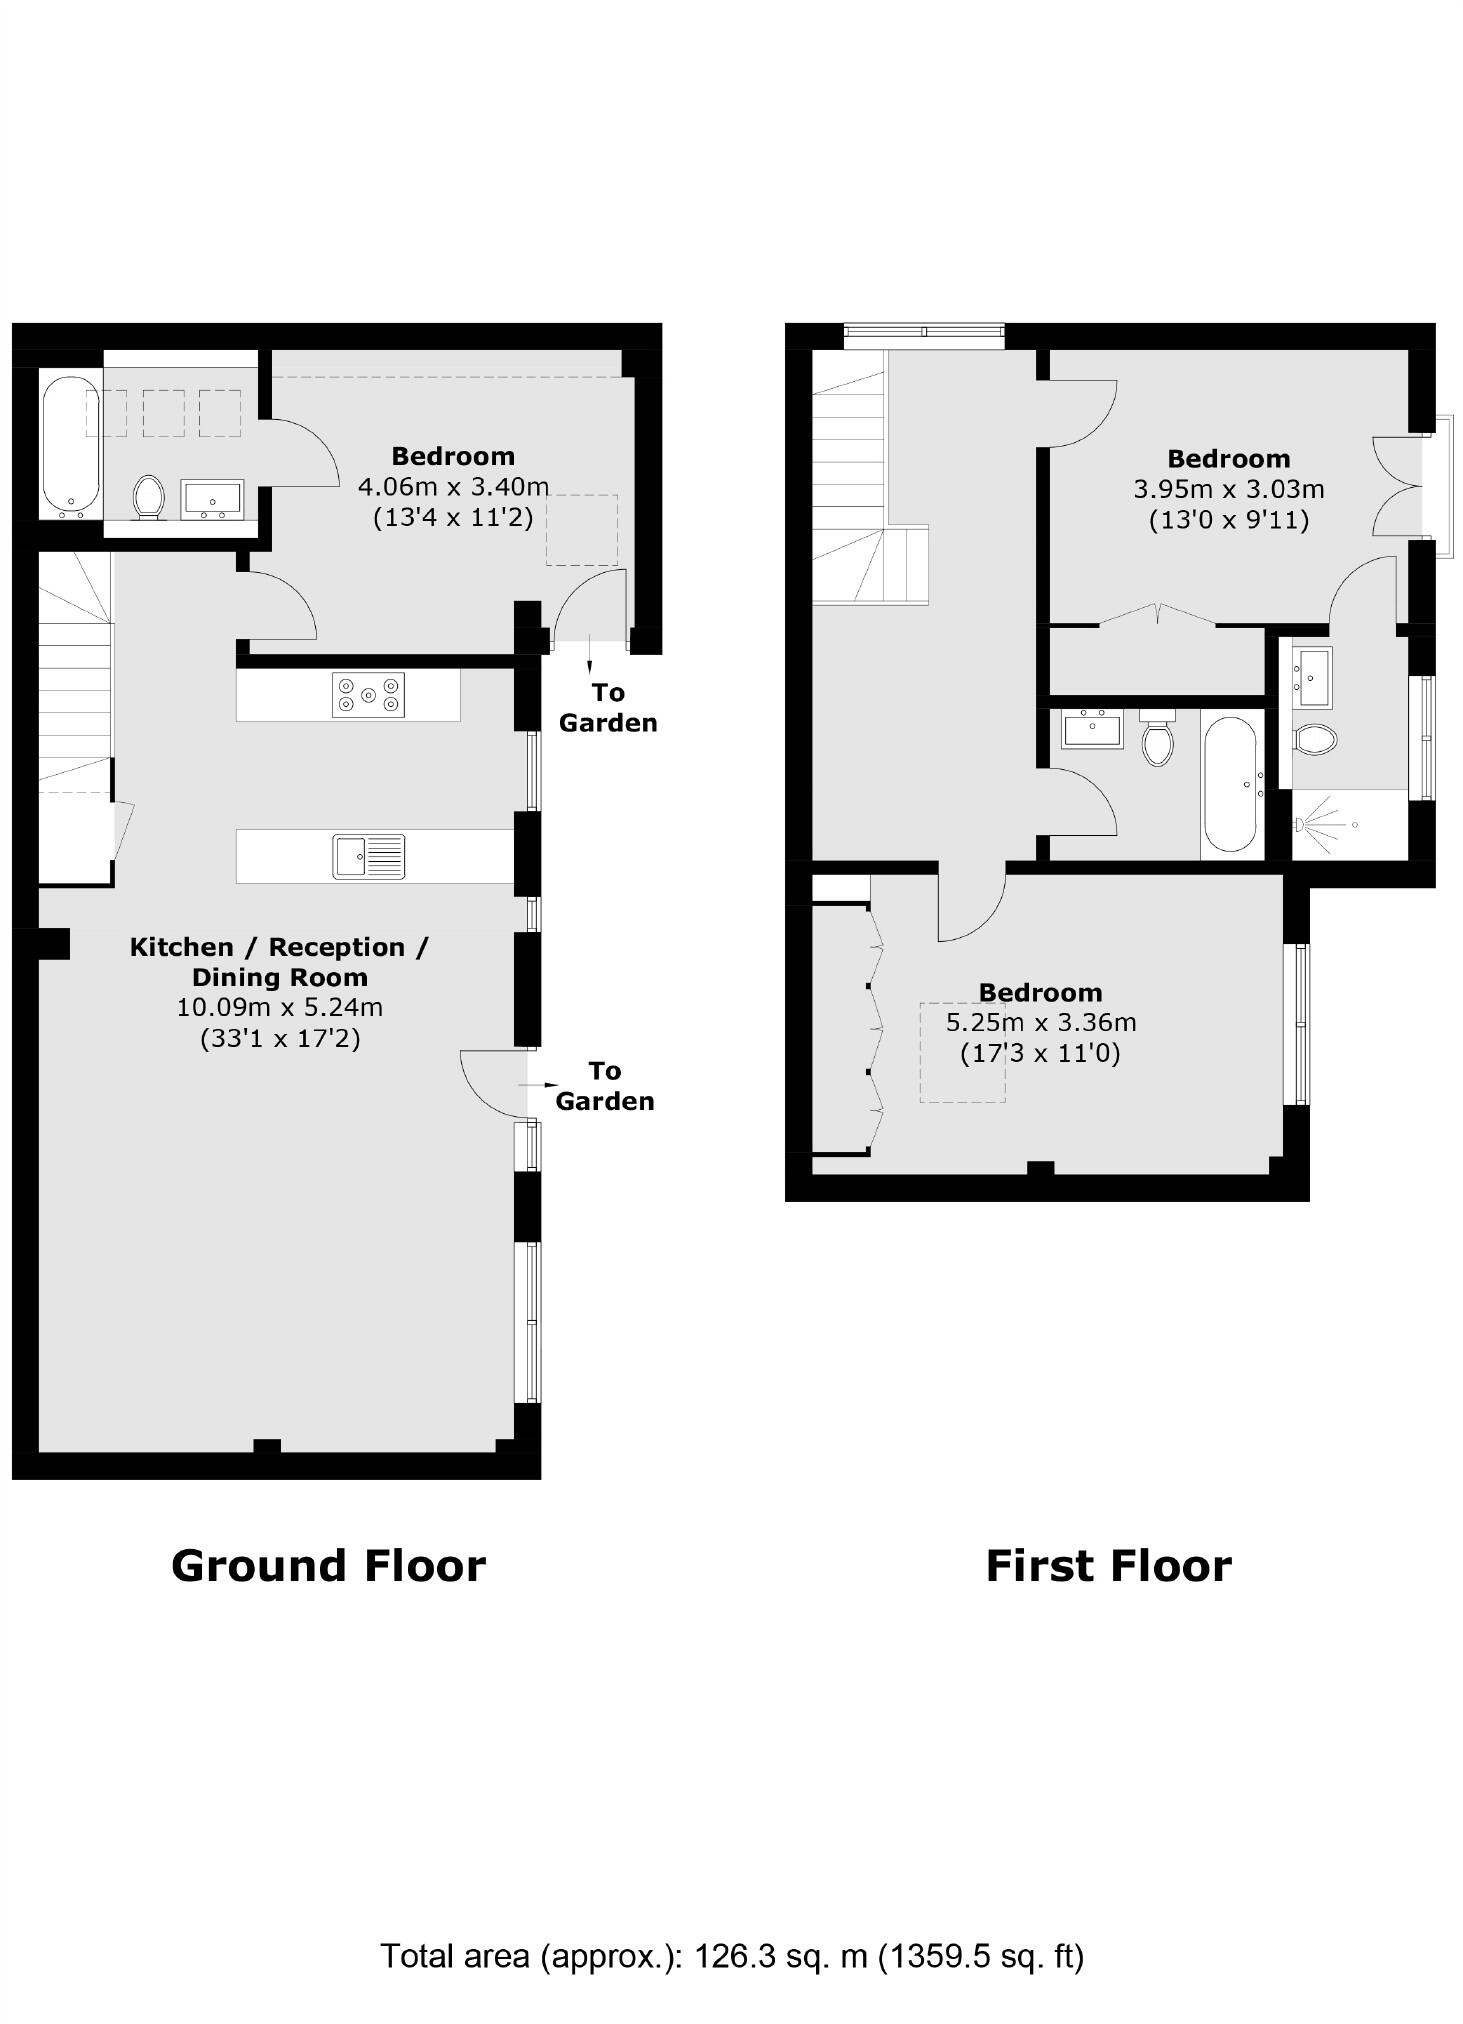 Bedroom
4.06m x 3.40m
(13'4 x 11'2)
To
Garden
Kitchen / Reception /
Dining Room
10.09m x 5.24m
(33'1 x 17'2)
To
Garden
Ground Floor
Bedroom
3.95m x 3.03m
(13'0 x 9'11)
Bedroom
5.25m x 3.36m
(17'3 x 11'0)
First Floor
Total area (approx.): 126.3 sq. m (1359.5 sq. ft)